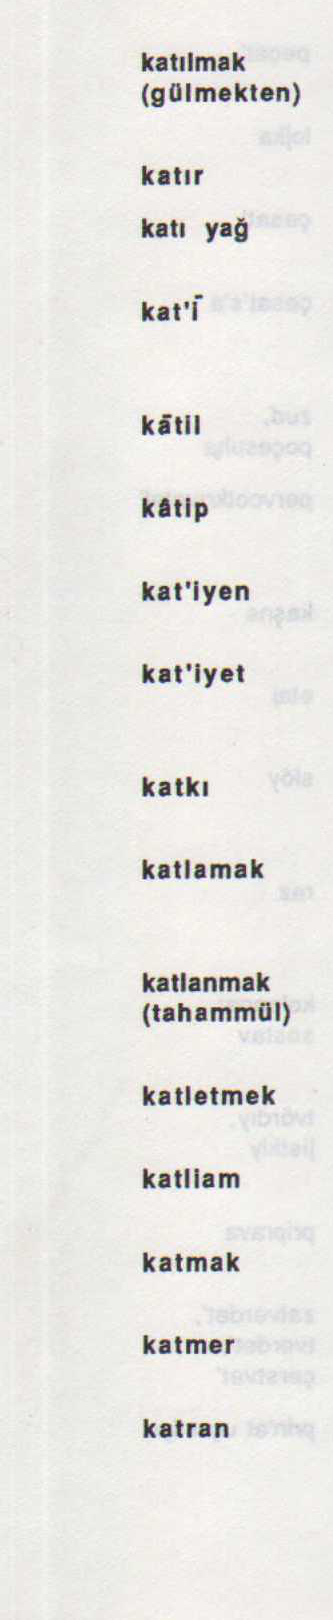 katılmak
(gülmekten)
katır
katı yağ
kat'ī
kātil
kâtip
kat'iyen
kat'iyet
katkı
katlamak
katlanmak
(tahammül)
katletmek
katliam
katmak
katmer
katran